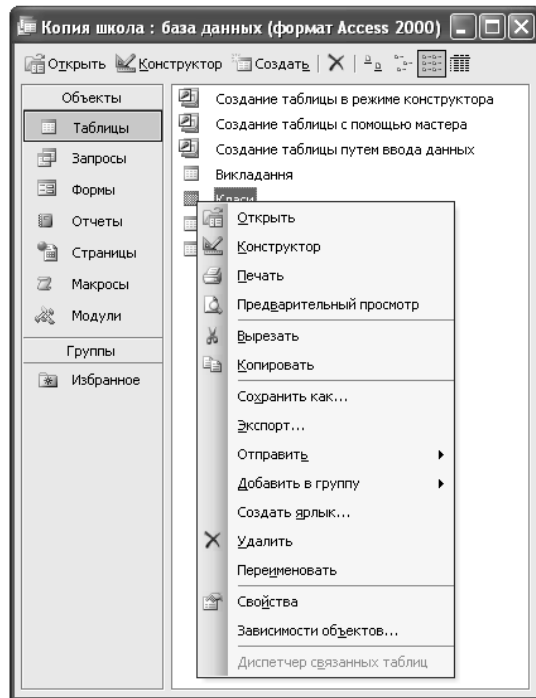 Копия школа : база данных (формат Access 2000)
Открыть Конструктор Создать
Объекты
Таблицы
Запросы
Формы
Отчеты
Страницы
Макросы
Модули
Группы
Избранное
Создание таблицы в режиме конструктора
Создание таблицы с помощью мастера
Создание таблицы путем ввода данных
Викладання
Класи
Открыть
Конструктор
Печать
Предварительный просмотр
Вырезать
Копировать
Сохранить как...
Экспорт...
Отправить
Добавить в группу
Создать ярлык...
Удалить
Переименовать
Свойства
Зависимости объектов...
Диспетчер связанных таблиц